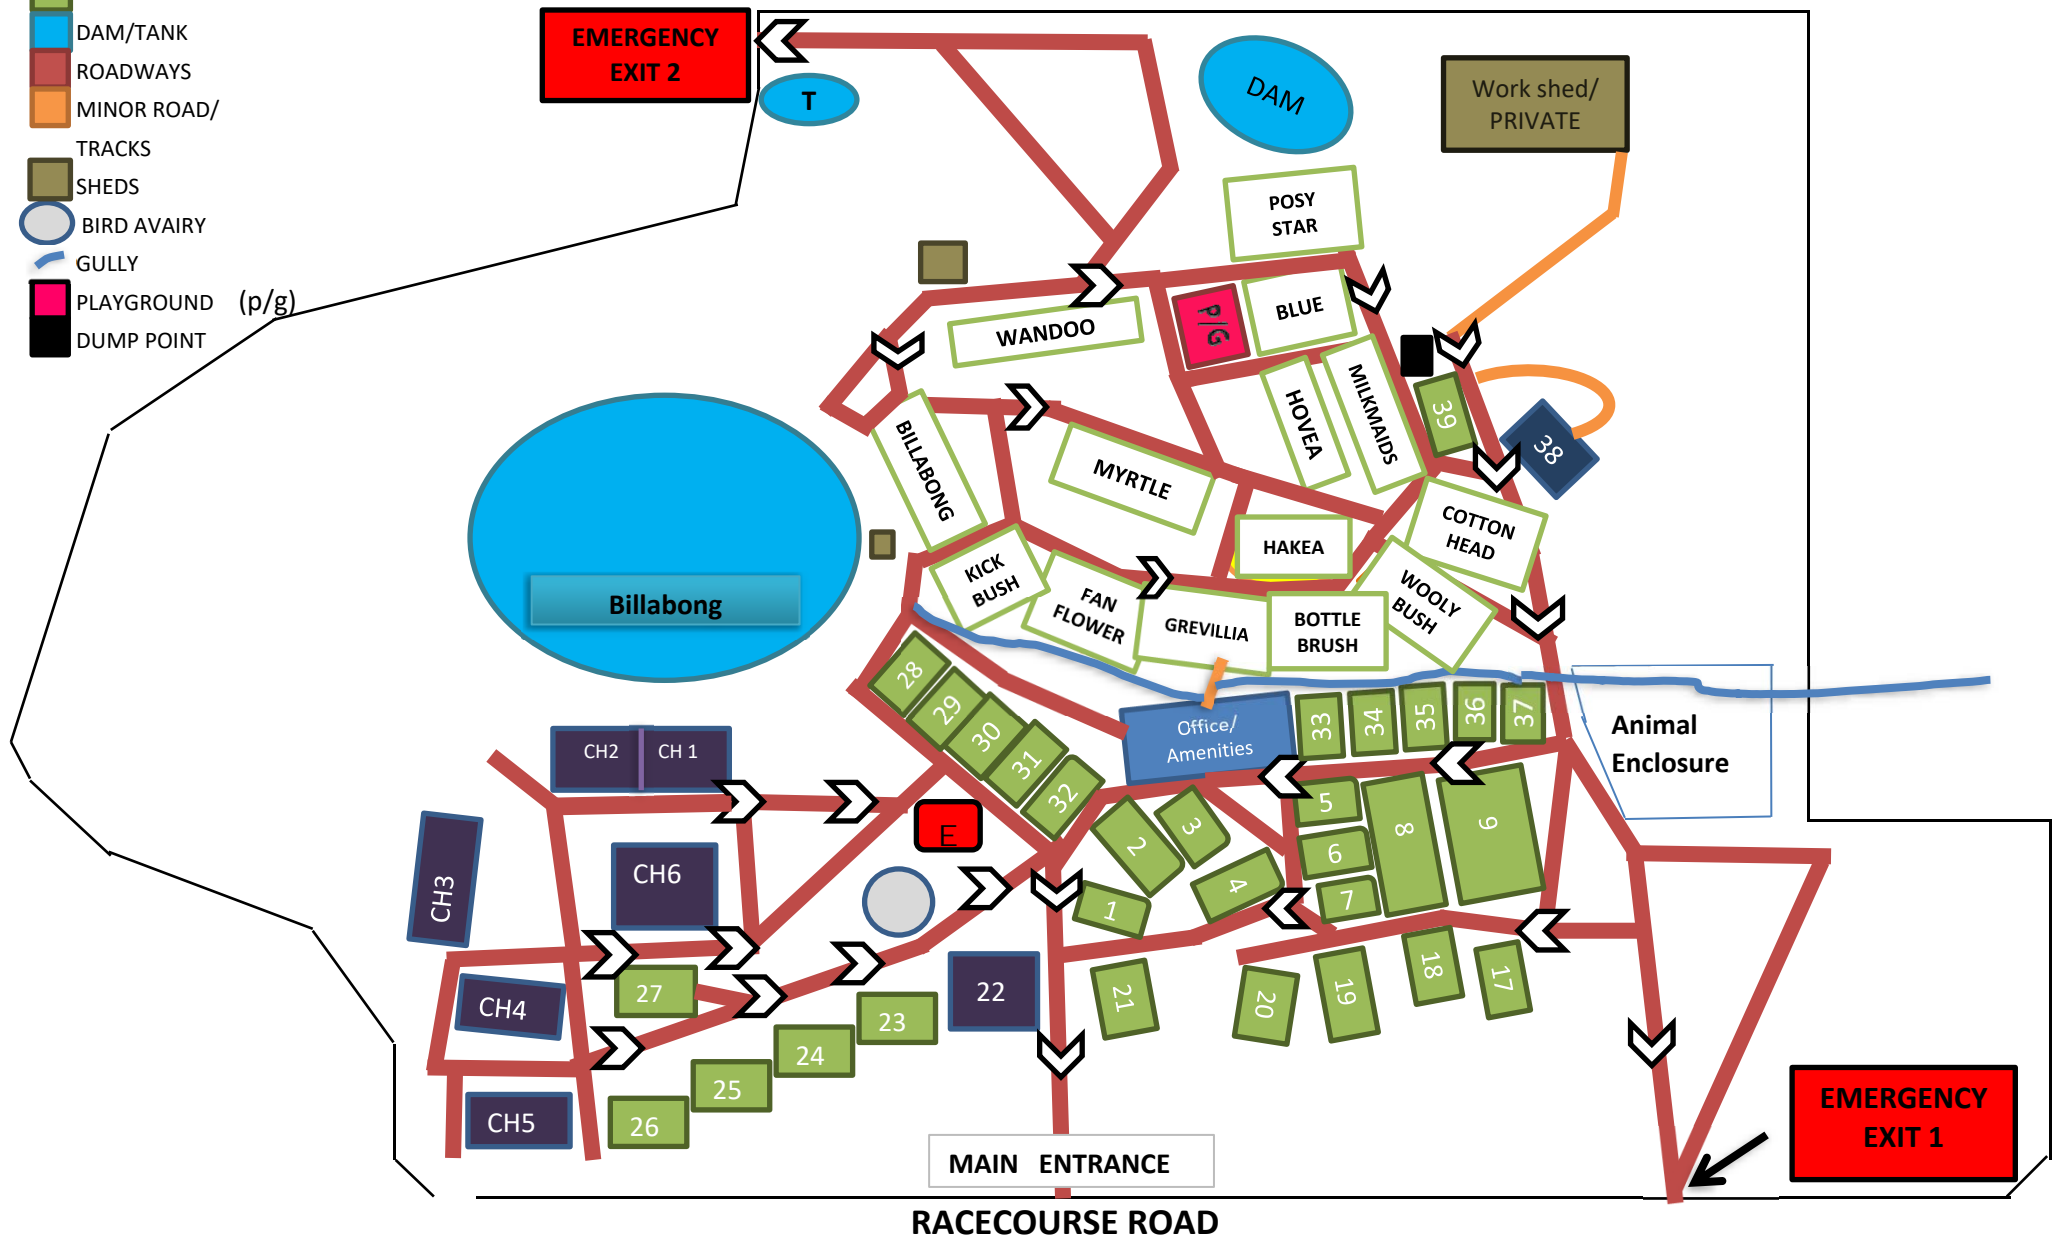 DAM/TANK
ROADWAYS
MINOR ROAD/
TRACKS
SHEDS
BIRD AVAIRY
GULLY
PLAYGROUND (p/g)
DUMP POINT
EMERGENCY
EXIT 2
T
DAM
Work shed/
PRIVATE
POSY
STAR
P/G
BLUE
WANDOO
HOVEA
MILKMAIDS
39
38
BILLABONG
MYRTLE
COTTON
HEAD
HAKEA
KICK
BUSH
FAN
FLOWER
GREVILLIA
BOTTLE
BRUSH
WOOLY
BUSH
Billabong
28
29
30
31
32
Office/
Amenities
33
34
35
36
37
Animal
Enclosure
CH2
CH 1
CH3
CH6
E
2
3
4
1
5
6
7
8
9
CH4
27
22
21
20
19
18
17
23
24
25
26
CH5
EMERGENCY
EXIT 1
MAIN ENTRANCE
RACECOURSE ROAD